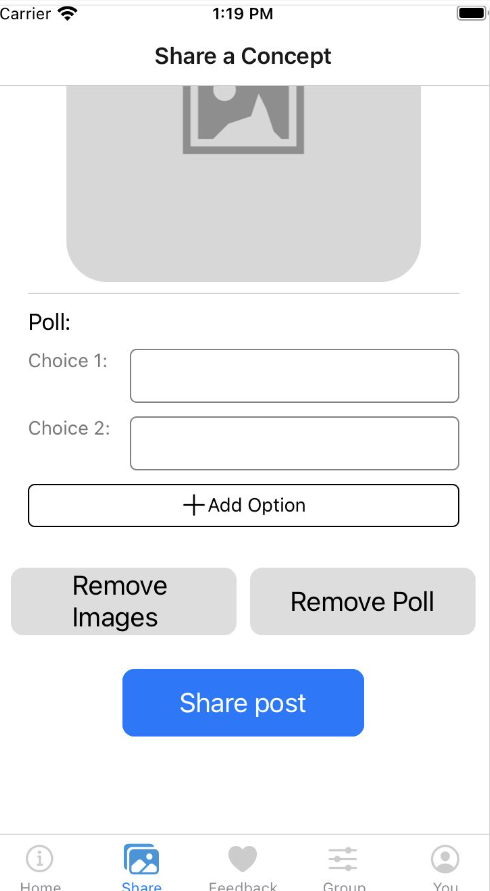 Carrier 1:19 PM
Share a Concept
Poll:
Choice 1:
Choice 2:
Add Option
Remove
Images
Remove Poll
Share post
Home Share Feedback Group You